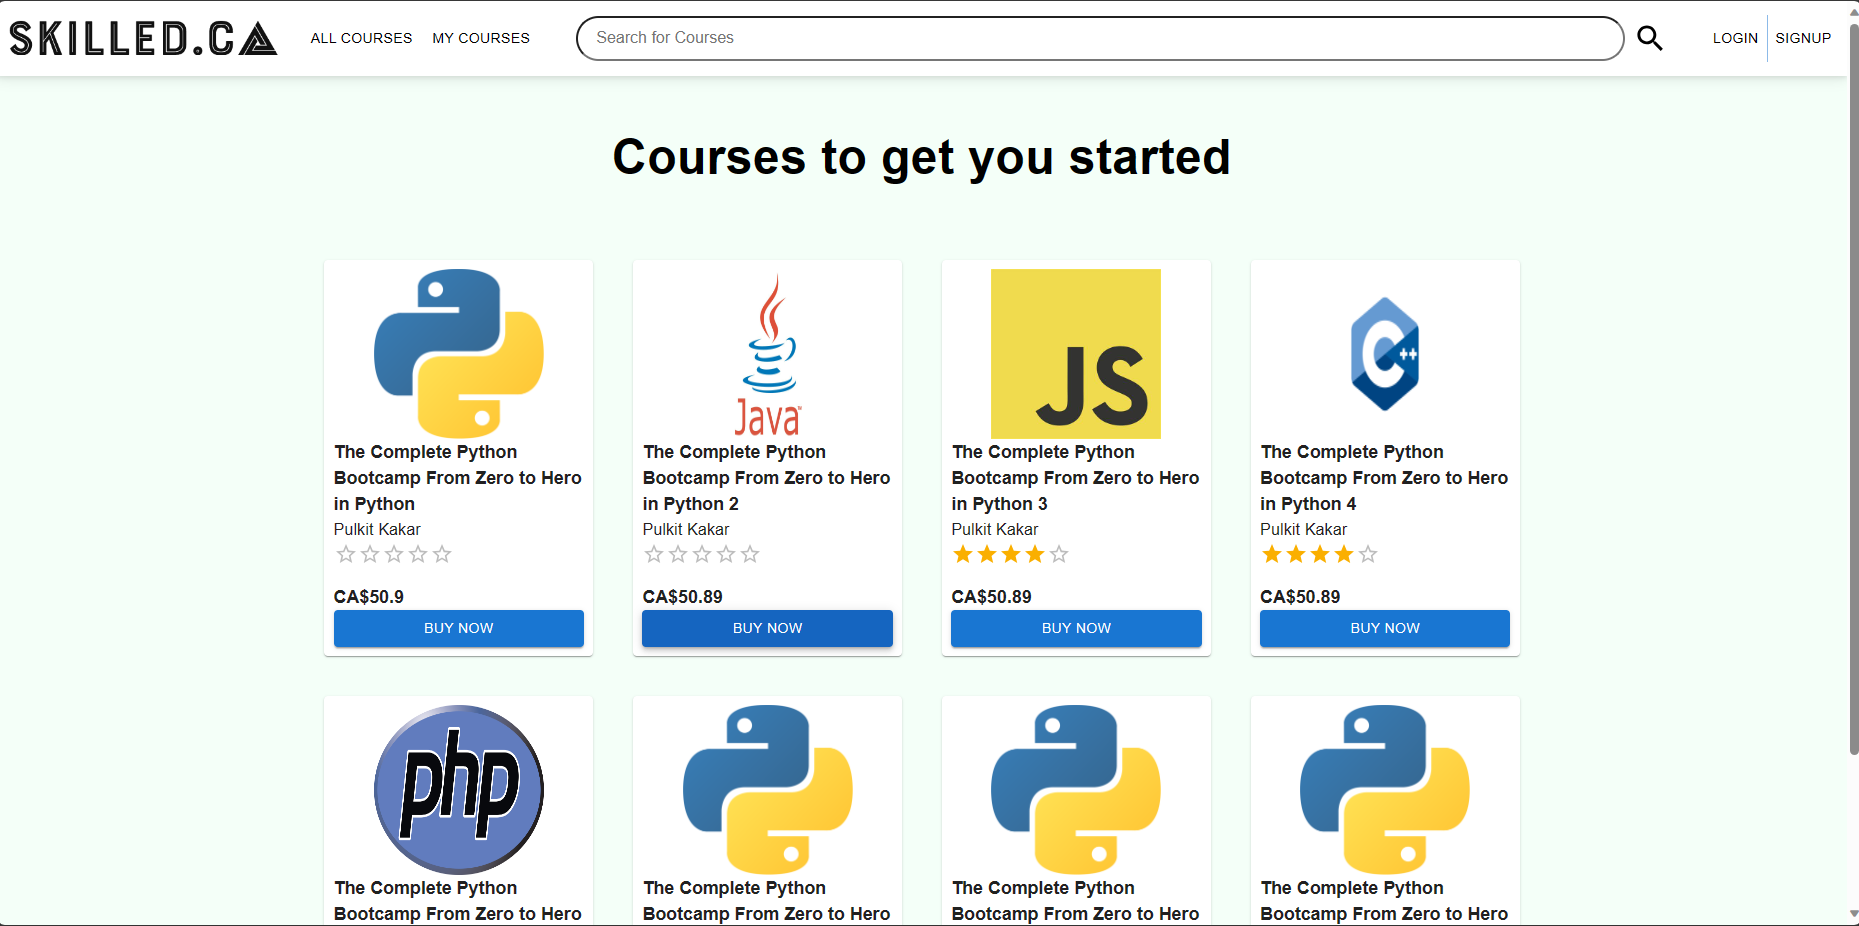 SKILLED.CA
ALL COURSES
MY COURSES
Search for Courses
LOGIN
SIGNUP
Courses to get you started
The Complete Python
Bootcamp From Zero to Hero
in Python
Pulkit Kakar
CA$50.9
BUY NOW
Java
The Complete Python
Bootcamp From Zero to Hero
in Python 2
Pulkit Kakar
CA$50.89
BUY NOW
JS
The Complete Python
Bootcamp From Zero to Hero
in Python 3
Pulkit Kakar
CA$50.89
BUY NOW
C++
The Complete Python
Bootcamp From Zero to Hero
in Python 4
Pulkit Kakar
CA$50.89
BUY NOW
php
The Complete Python
Bootcamp From Zero to Hero
The Complete Python
Bootcamp From Zero to Hero
The Complete Python
Bootcamp From Zero to Hero
The Complete Python
Bootcamp From Zero to Hero